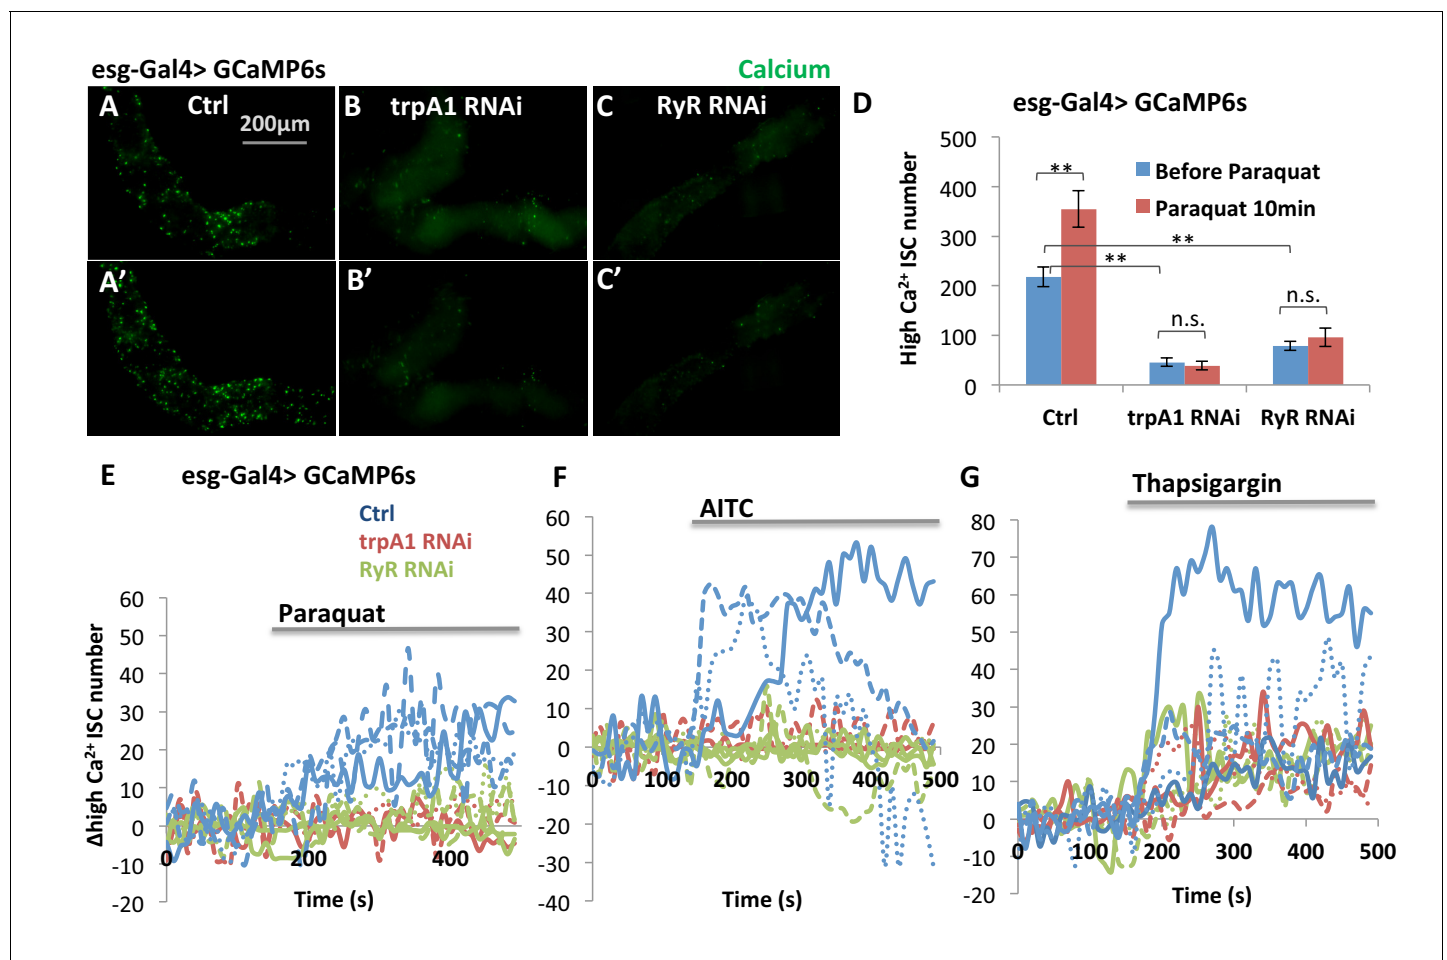 esg-Gal4> GCaMP6s
Calcium
A Ctrl
200μm
B trpA1 RNAi
C RyR RNAi
A’
B’
C’
D esg-Gal4> GCaMP6s
High Ca2+ ISC number
500
400
300
200
100
0
Before Paraquat
Paraquat 10min
**
**
**
n.s.
n.s.
Ctrl trpA1 RNAi RyR RNAi
E esg-Gal4> GCaMP6s
Ctrl
trpA1 RNAi
RyR RNAi
Paraquat
Δhigh Ca2+ ISC number
60
50
40
30
20
10
0
-10
-20
0 200 400
Time (s)
F
AITC
60
50
40
30
20
10
0
-10
-20
-30
-40
0 100 200 300 400 500
Time (s)
G
Thapsigargin
80
70
60
50
40
30
20
10
0
-10
-20
0 100 200 300 400 500
Time (s)